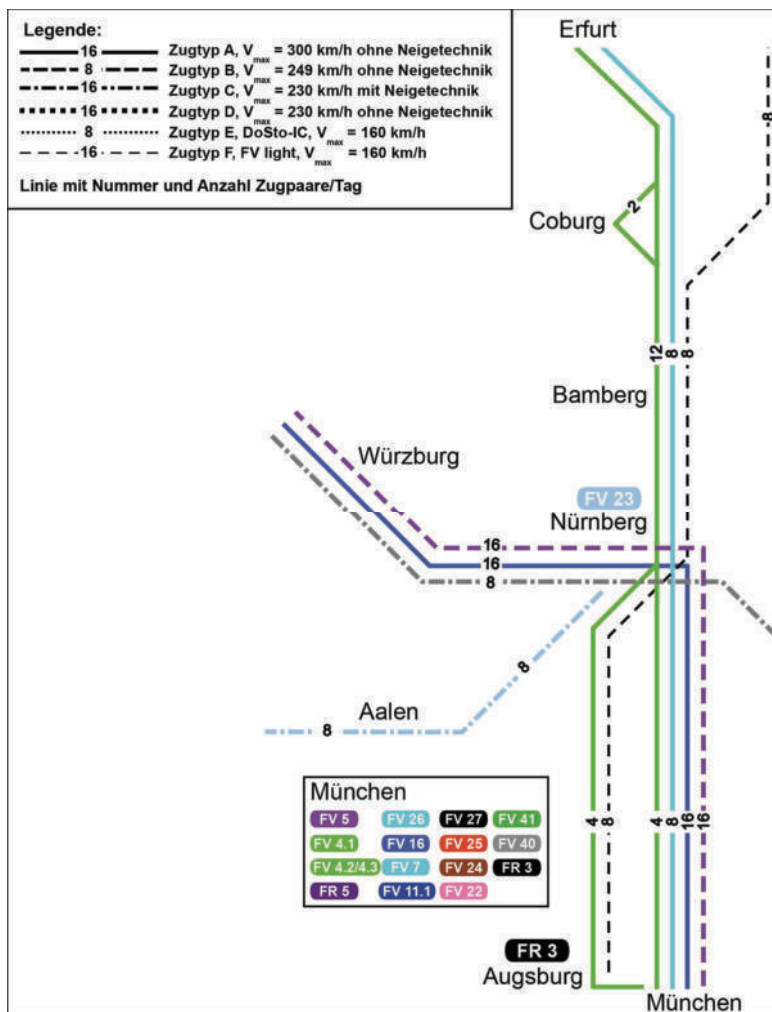 Legende:
16 Zugtyp A, Vmax = 300 km/h ohne Neigetechnik
8 Zugtyp B, Vmax = 249 km/h ohne Neigetechnik
16 Zugtyp C, Vmax = 230 km/h mit Neigetechnik
16 Zugtyp D, Vmax = 230 km/h ohne Neigetechnik
8 Zugtyp E, DoSto-IC, Vmax = 160 km/h
16 Zugtyp F, FV light, Vmax = 160 km/h
Linie mit Nummer und Anzahl Zugpaare/Tag
Erfurt
8
2
Coburg
12 8 8
Bamberg
Würzburg
FV 23
Nürnberg
16
16
8
8
Aalen
8
München
FV 5 FV 26 FV 27 FV 41
FV 4.1 FV 16 FV 25 FV 40
FV 4.2/4.3 FV 7 FV 24 FR 3
FR 5 FV 11.1 FV 22
4 8 4 8 16 16
FR 3
Augsburg
München